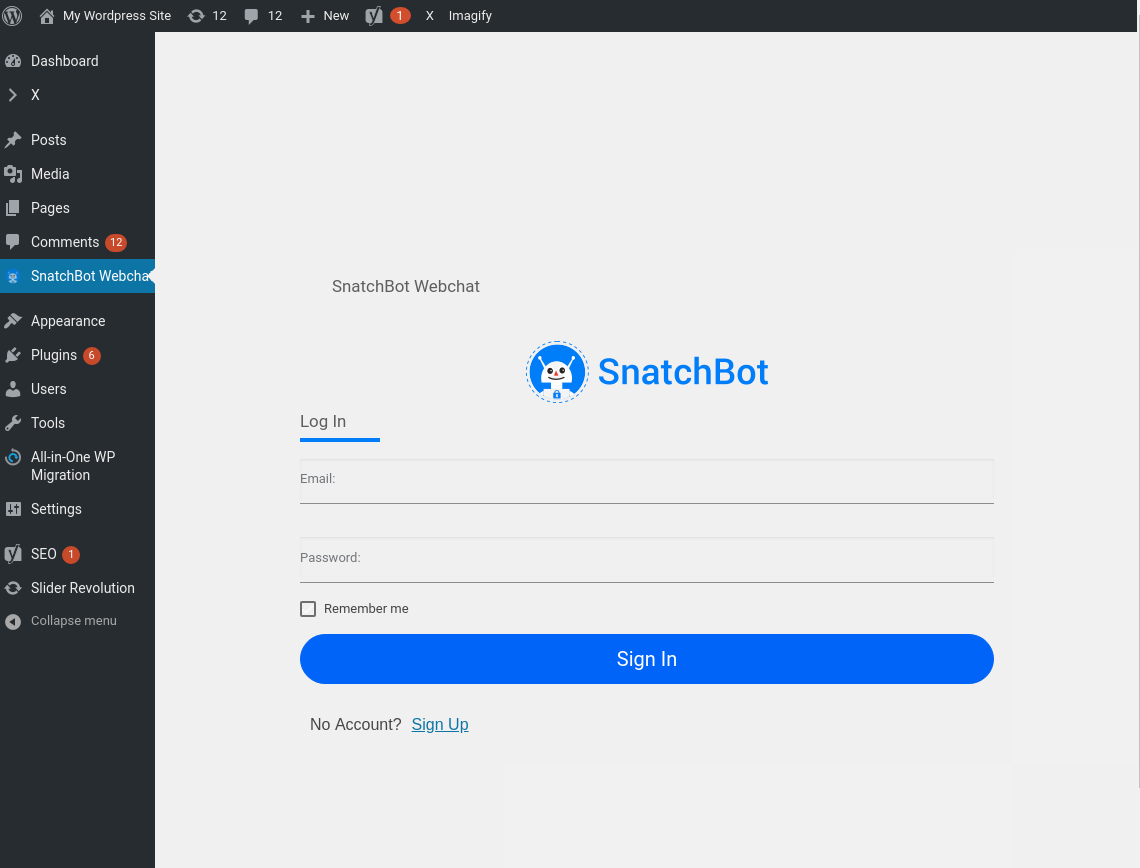 My Wordpress Site 12 12 New 1 X Imagify
Dashboard
X
Posts
Media
Pages
Comments 12
SnatchBot Webcha
Appearance
Plugins 6
Users
Tools
All-in-One WP
Migration
Settings
SEO 1
Slider Revolution
Collapse menu
SnatchBot Webchat
SnatchBot
Log In
Email:
Password:
Remember me
Sign In
No Account? Sign Up